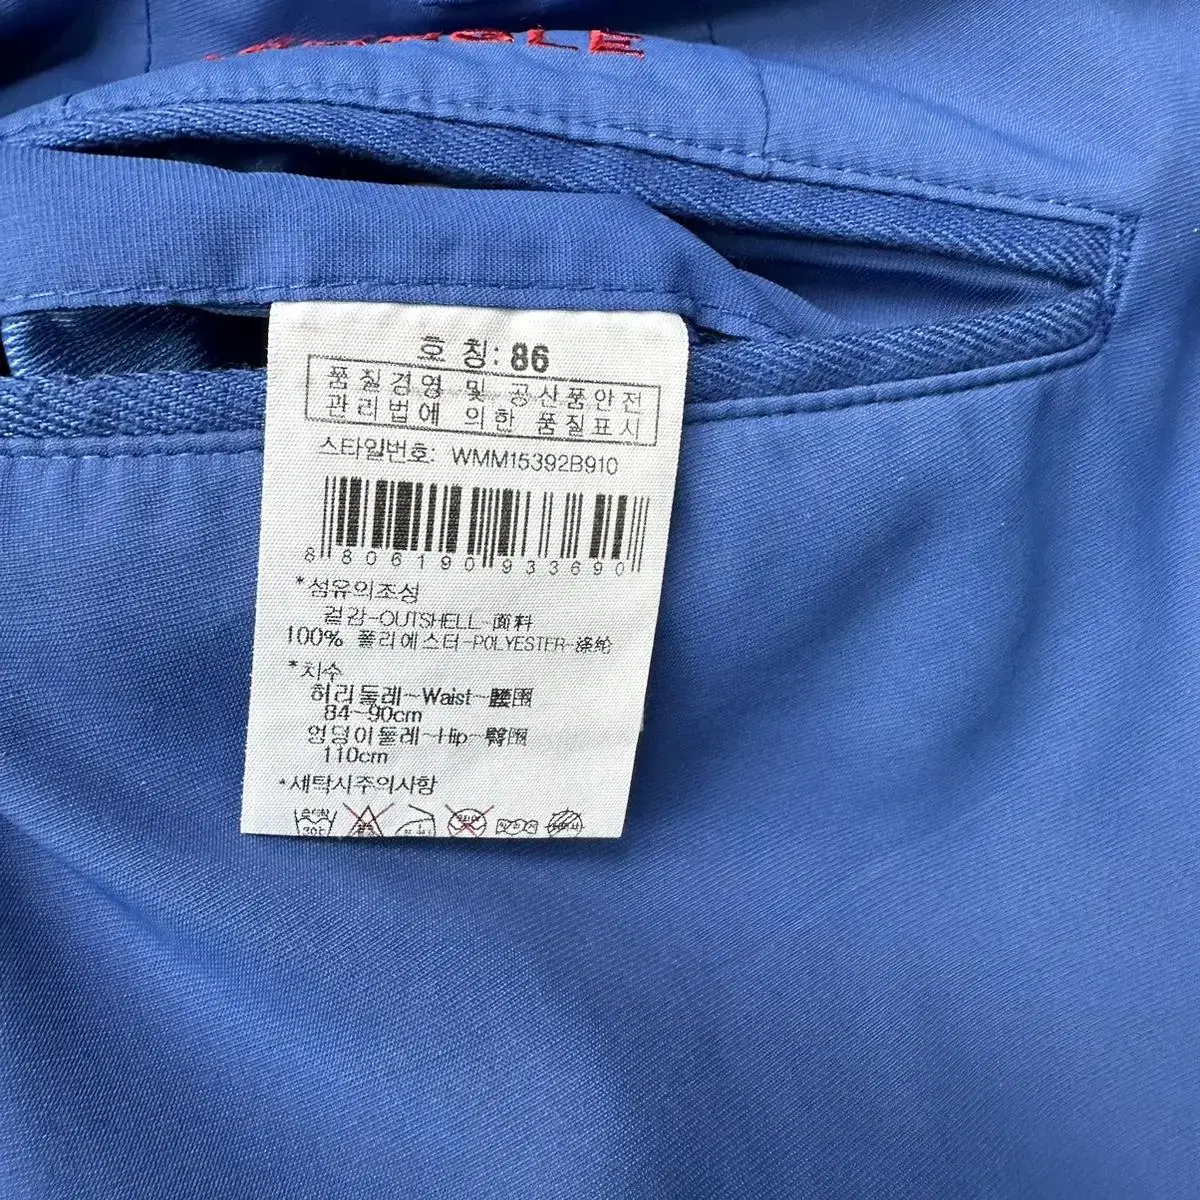 호 칭: 86
품질경영 및 공산품안전
관리법에 의한 품질표시
스타일번호: WMM15392B910
8 806190 933690
*섬유의조성
겉감-OUTSHELL-面料
100% 폴리에스터-POLYESTER-涤纶
*치수
허리둘레~Waist~腰围
84~90cm
엉덩이둘레~Hip~臀围
110cm
*세탁시주의사항